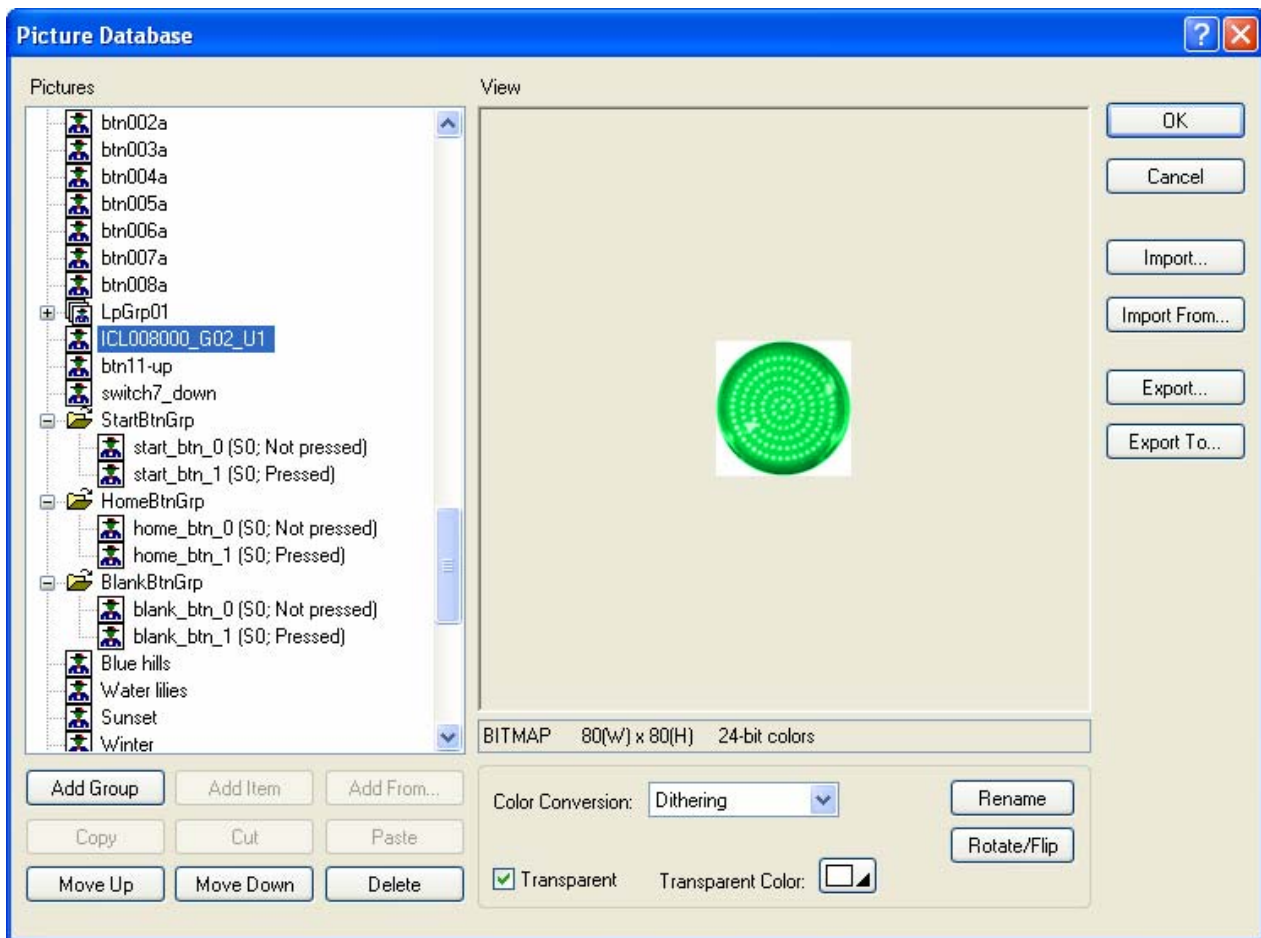 Picture Database
Pictures
btn002a
btn003a
btn004a
btn005a
btn006a
btn007a
btn008a
LpGrp01
ICL008000_G02_U1
btn11-up
switch7_down
StartBtnGrp
start_btn_0 (S0; Not pressed)
start_btn_1 (S0; Pressed)
HomeBtnGrp
home_btn_0 (S0; Not pressed)
home_btn_1 (S0; Pressed)
BlankBtnGrp
blank_btn_0 (S0; Not pressed)
blank_btn_1 (S0; Pressed)
Blue hills
Water lilies
Sunset
Winter
Add Group Add Item Add From...
Copy Cut Paste
Move Up Move Down Delete
View
BITMAP 80(W) x 80(H) 24-bit colors
Color Conversion: Dithering
Rename
Rotate/Flip
Transparent Transparent Color:
OK
Cancel
Import...
Import From...
Export...
Export To...